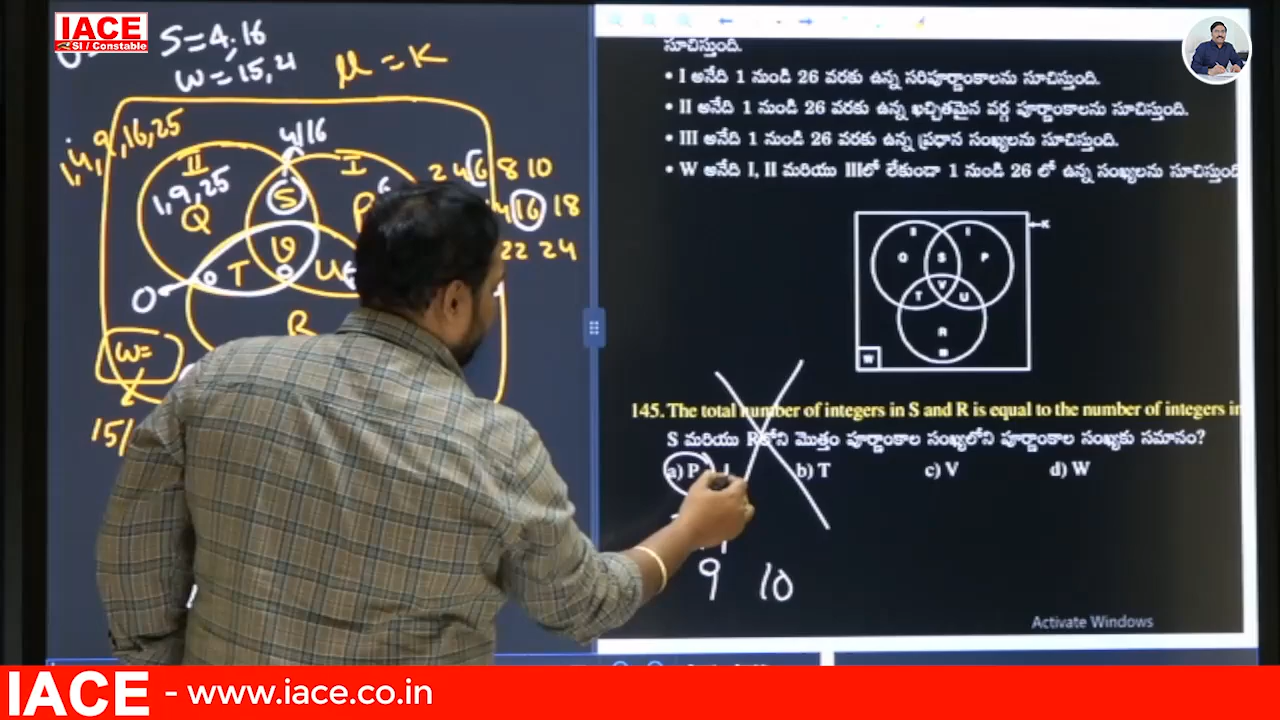 IACE
SI / Constable
S = 4, 16
W = 15, 21
μ = K
1, 4, 9, 16, 25
II
4, 16
I
2 4 6 8 10
1, 9, 25
S
16 18
Q
V
22 24
T
U
O
R
W =
సూచిస్తుంది.
• I అనేది 1 నుండి 26 వరకు ఉన్న సరిపూర్ణాంకాలను సూచిస్తుంది.
• II అనేది 1 నుండి 26 వరకు ఉన్న ఖచ్చితమైన వర్గ పూర్ణాంకాలను సూచిస్తుంది.
• III అనేది 1 నుండి 26 వరకు ఉన్న ప్రధాన సంఖ్యలను సూచిస్తుంది.
• W అనేది I, II మరియు IIIలో లేకుండా 1 నుండి 26 లో ఉన్న సంఖ్యలను సూచిస్తుంది
K
I
Q S P
T V U
R
W
145. The total number of integers in S and R is equal to the number of integers in
S మరియు Rలోని మొత్తం పూర్ణాంకాల సంఖ్యలోని పూర్ణాంకాల సంఖ్యకు సమానం?
a) P b) T c) V d) W
9 10
Activate Windows
IACE - www.iace.co.in